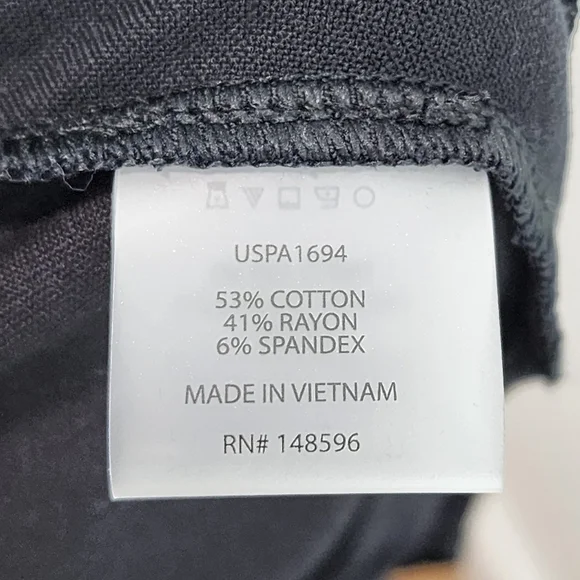 USPA1694
53% COTTON
41% RAYON
6% SPANDEX
MADE IN VIETNAM
RN# 148596